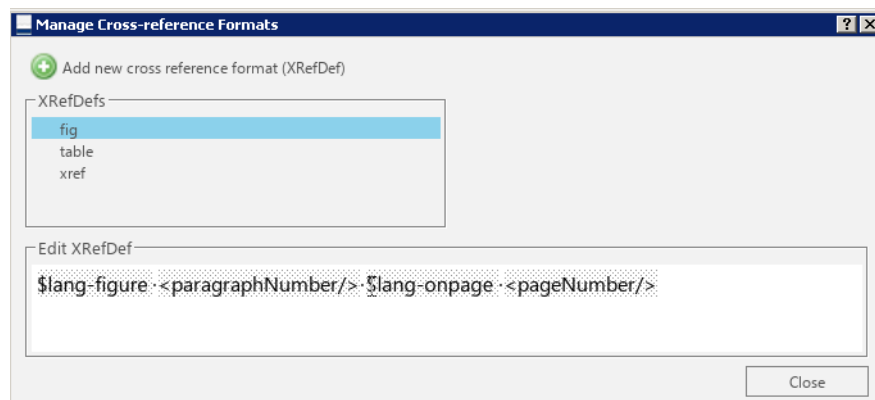 Manage Cross-reference Formats
Add new cross reference format (XRefDef)
XRefDefs
fig
table
xref
Edit XRefDef
$lang-figure·<paragraphNumber/>·$lang-onpage·<pageNumber/>
Close